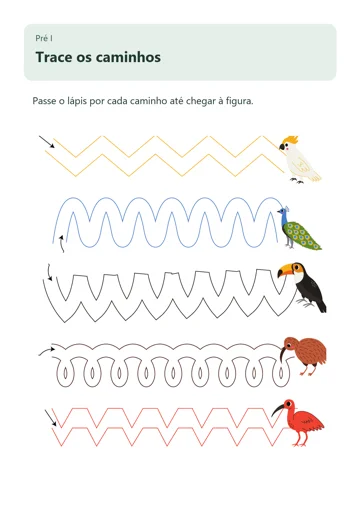 Pré I
Trace os caminhos
Passe o lápis por cada caminho até chegar à figura.